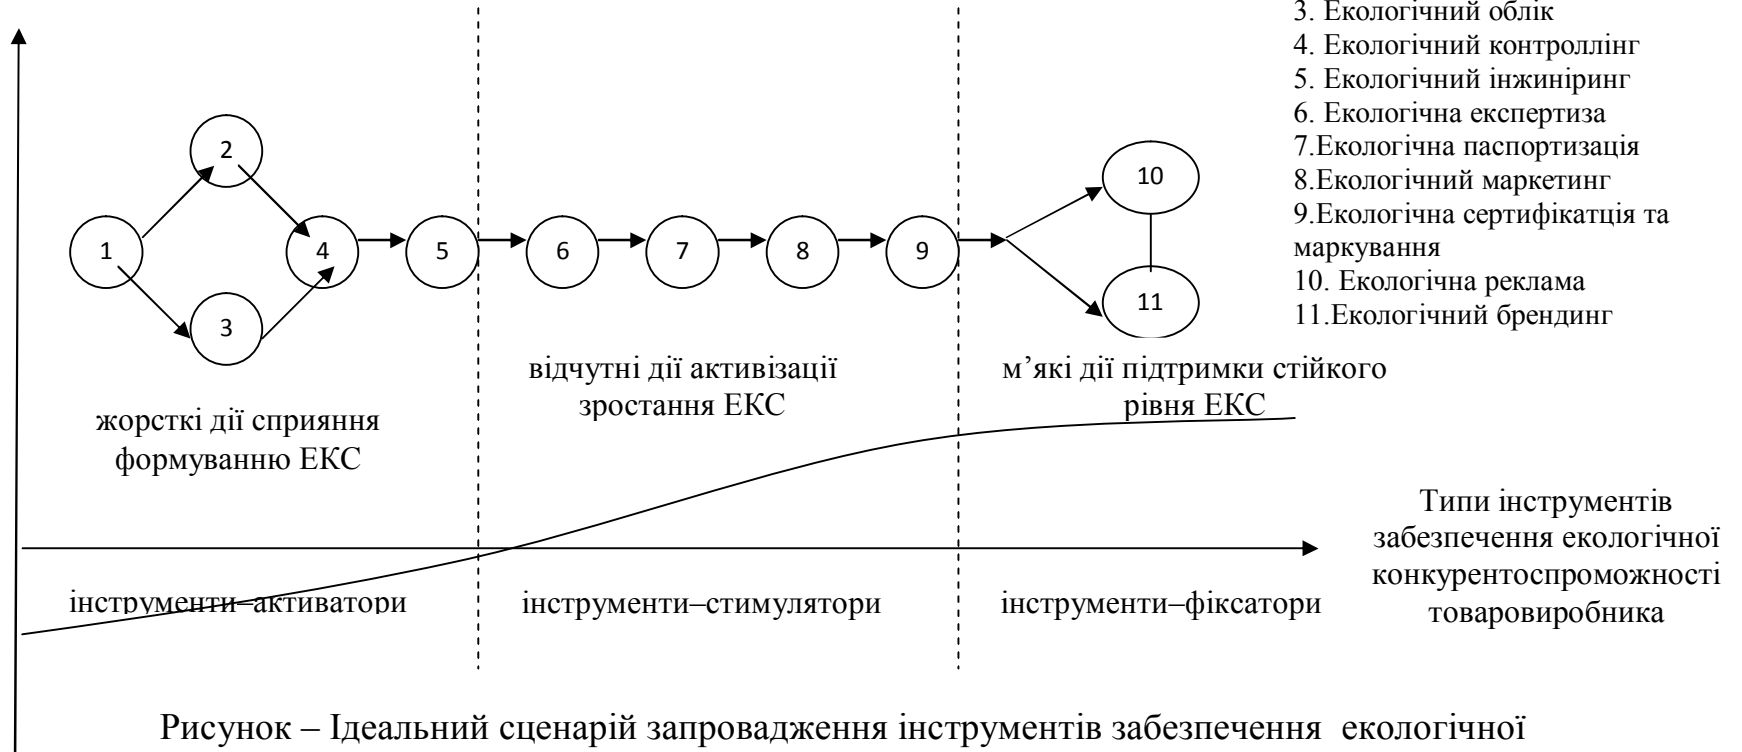 3. Екологічний облік
4. Екологічний контроллінг
5. Екологічний інжиніринг
6. Екологічна експертиза
7.Екологічна паспортизація
8.Екологічний маркетинг
9.Екологічна сертифікатція та
маркування
10. Екологічна реклама
11.Екологічний брендинг
2
10
1
4
5
6
7
8
9
3
11
жорсткі дії сприяння
формуванню ЕКС
відчутні дії активізації
зростання ЕКС
м’які дії підтримки стійкого
рівня ЕКС
Типи інструментів
забезпечення екологічної
конкурентоспроможності
товаровиробника
інструменти–активатори
інструменти–стимулятори
інструменти–фіксатори
Рисунок – Ідеальний сценарій запровадження інструментів забезпечення екологічної